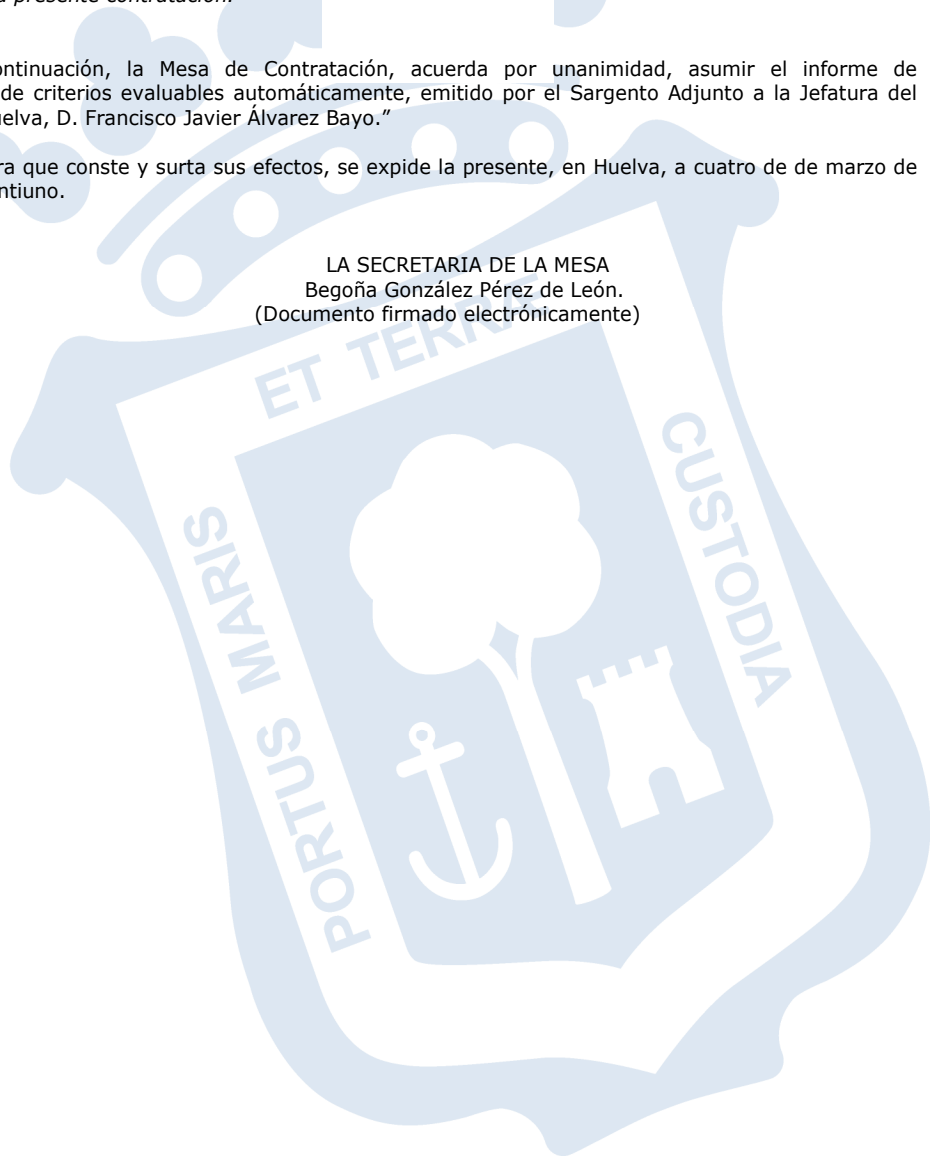 presente contratación.
ontinuación, la Mesa de Contratación, acuerda por unanimidad, asumir el informe de
de criterios evaluables automáticamente, emitido por el Sargento Adjunto a la Jefatura del
uelva, D. Francisco Javier Álvarez Bayo.”
ra que conste y surta sus efectos, se expide la presente, en Huelva, a cuatro de de marzo de
ntiuno.
LA SECRETARIA DE LA MESA
Begoña González Pérez de León.
(Documento firmado electrónicamente)
PORTUS MARIS
ET TERRÆ
CUSTODIA